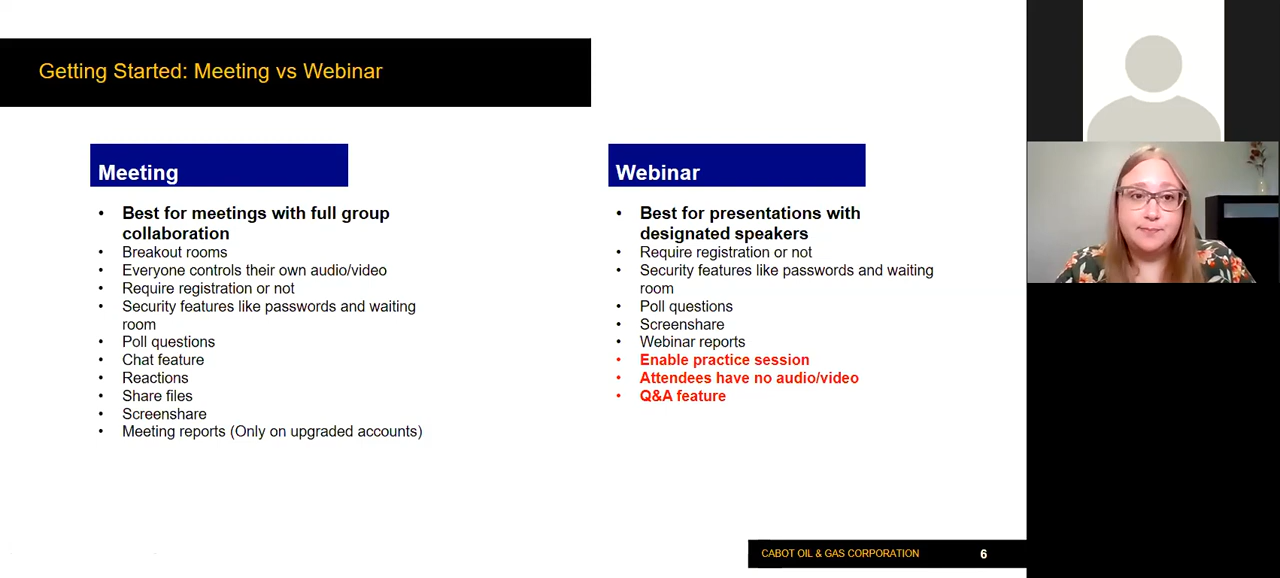 Getting Started: Meeting vs Webinar
Meeting
• Best for meetings with full group
collaboration
• Breakout rooms
• Everyone controls their own audio/video
• Require registration or not
• Security features like passwords and waiting
room
• Poll questions
• Chat feature
• Reactions
• Share files
• Screenshare
• Meeting reports (Only on upgraded accounts)
Webinar
• Best for presentations with
designated speakers
• Require registration or not
• Security features like passwords and waiting
room
• Poll questions
• Screenshare
• Webinar reports
• Enable practice session
• Attendees have no audio/video
• Q&A feature
CABOT OIL & GAS CORPORATION 6